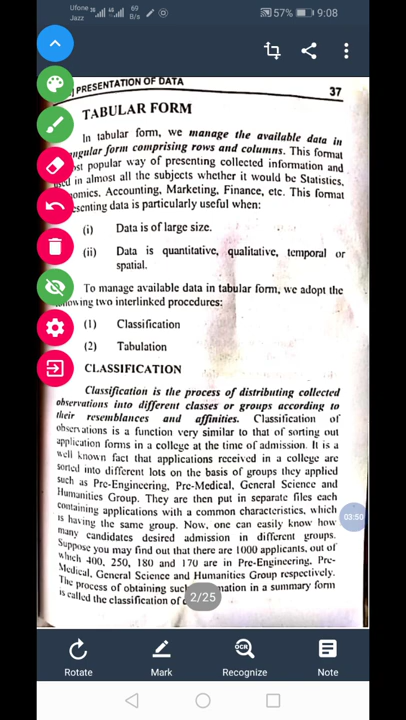 Ufone
Jazz
69
B/s
57%
9:08
PRESENTATION OF DATA
37
TABULAR FORM
In tabular form, we manage the available data in
form comprising rows and columns. This format
popular way of presenting collected information and
in almost all the subjects whether it would be Statistics,
Accounting, Marketing, Finance, etc. This format
data is particularly useful when:
(i) Data is of large size.
(ii) Data is quantitative, qualitative, temporal or
spatial.
To manage available data in tabular form, we adopt the
two interlinked procedures:
(1) Classification
(2) Tabulation
CLASSIFICATION
Classification is the process of distributing collected
observations into different classes or groups according to
their resemblances and affinities. Classification of
observations is a function very similar to that of sorting out
application forms in a college at the time of admission. It is a
well known fact that applications received in a college are
sorted into different lots on the basis of groups they applied
such as Pre-Engineering, Pre-Medical, General Science and
Humanities Group. They are then put in separate files each
containing applications with a common characteristics, which
is having the same group. Now, one can easily know how
03:50
many candidates desired admission in different groups.
Suppose you may find out that there are 1000 applicants, out of
which 400, 250, 180 and 170 are in Pre-Engineering, Pre-
Medical, General Science and Humanities Group respectively.
The process of obtaining in a summary form
is called the classification of
2/25
Rotate
Mark
OCR
Recognize
Note